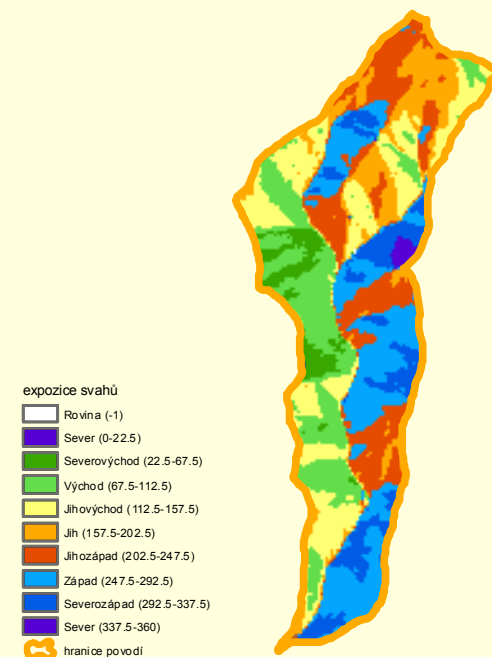 expozice svahů
Rovina (-1)
Sever (0-22.5)
Severovýchod (22.5-67.5)
Východ (67.5-112.5)
Jihovýchod (112.5-157.5)
Jih (157.5-202.5)
Jihozápad (202.5-247.5)
Západ (247.5-292.5)
Severozápad (292.5-337.5)
Sever (337.5-360)
hranice povodí